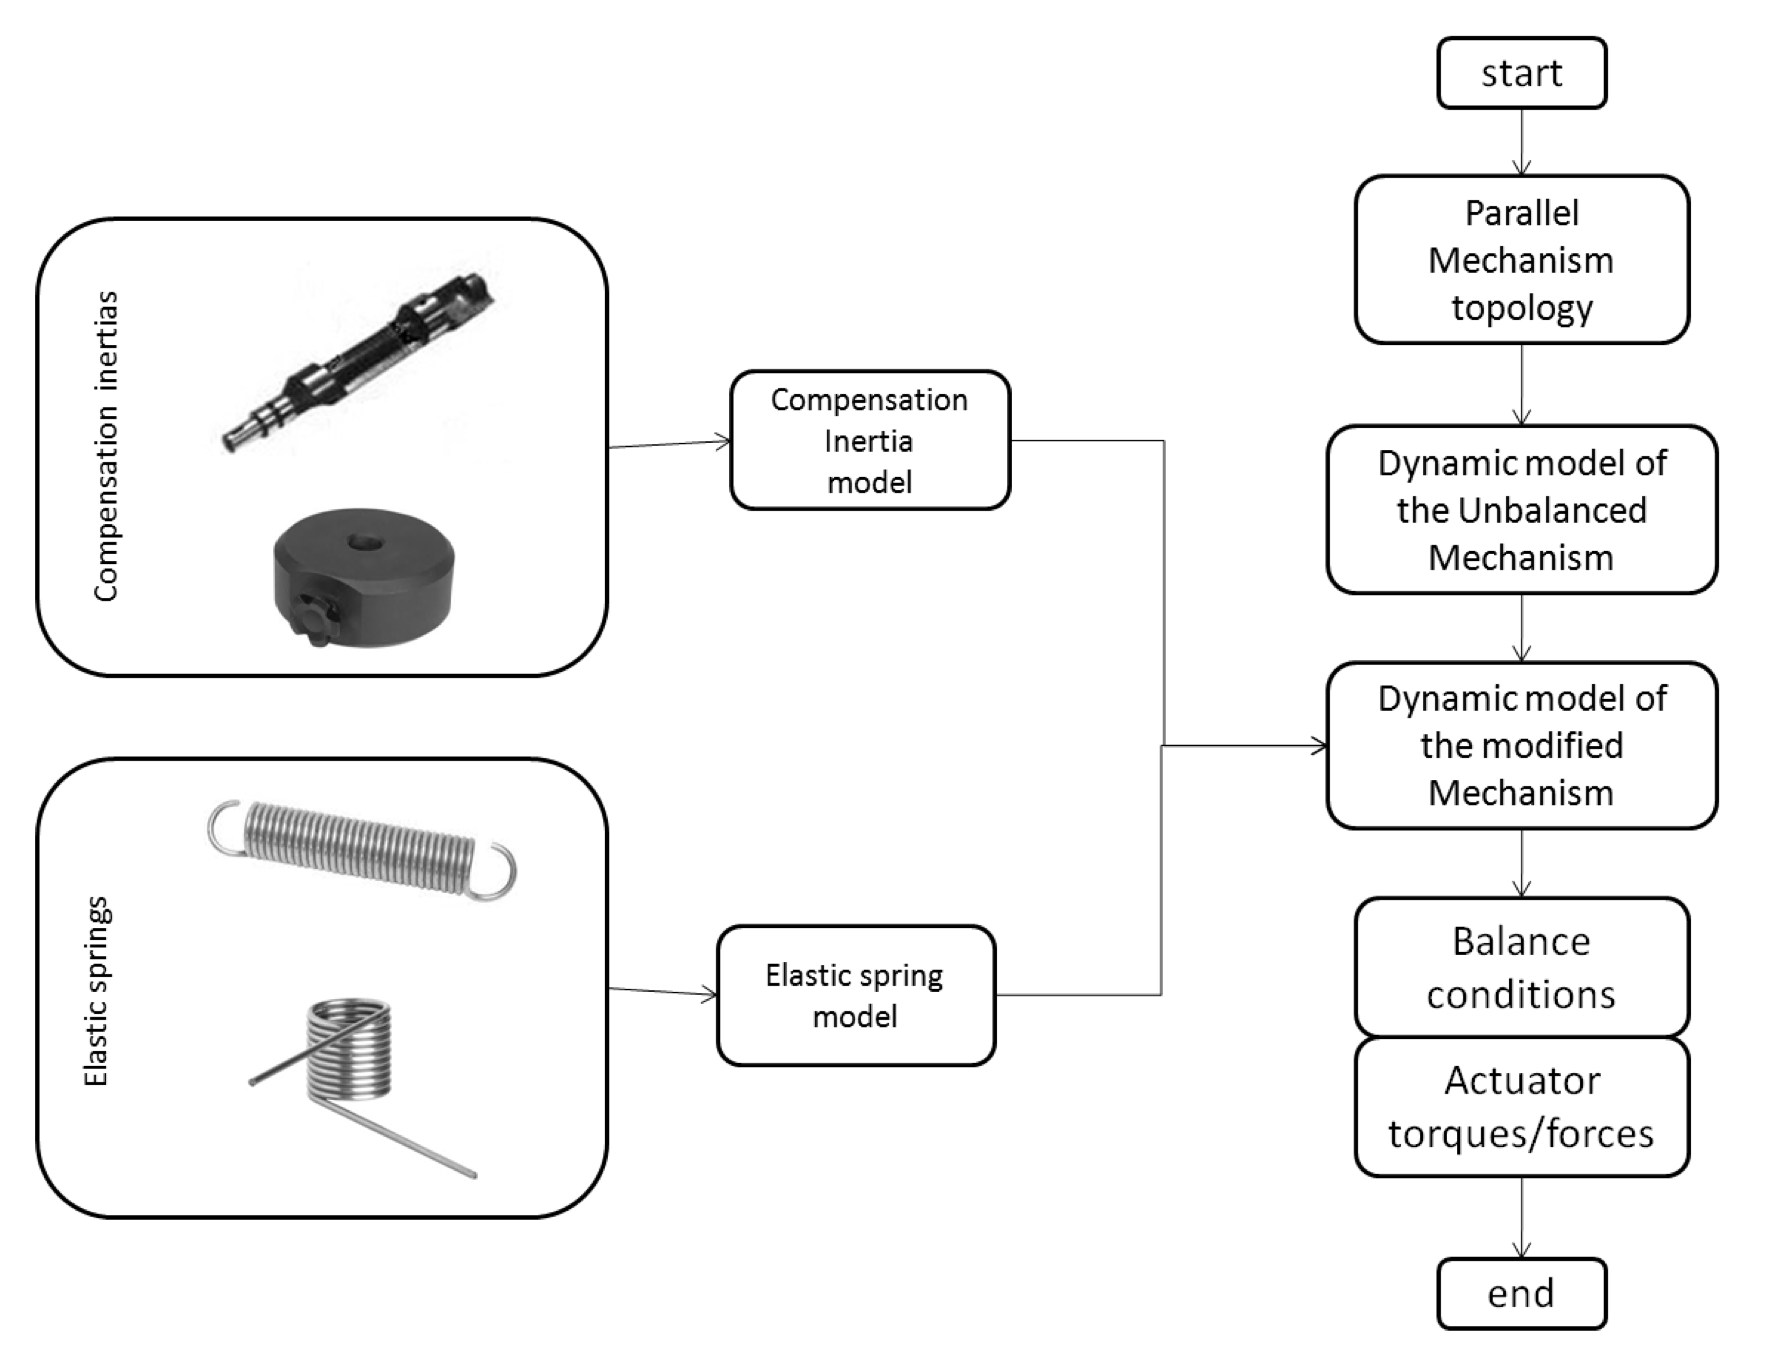 start
Parallel
Mechanism
topology
Compensation inertias
Compensation
Inertia
model
Dynamic model of
the Unbalanced
Mechanism
Dynamic model of
the modified
Mechanism
Elastic springs
Elastic spring
model
Balance
conditions
Actuator
torques/forces
end